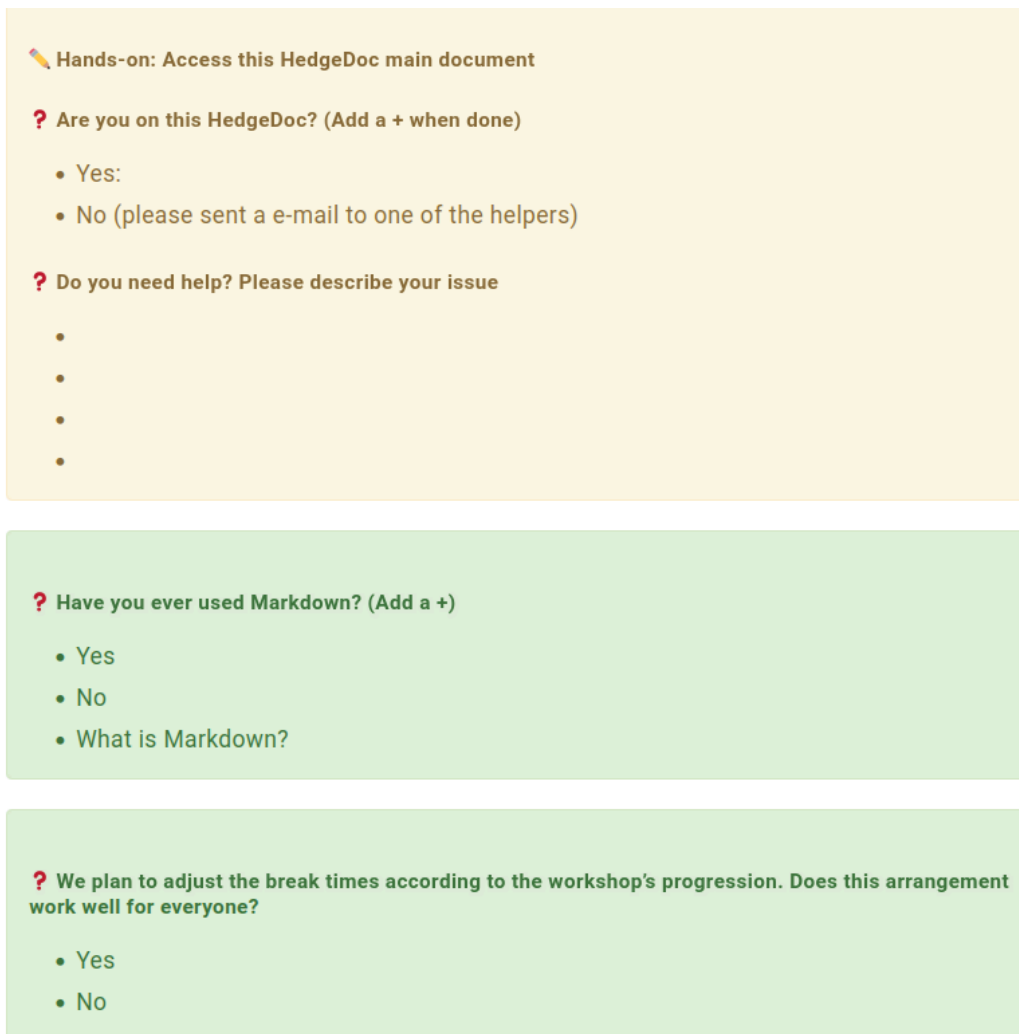 ✏️ Hands-on: Access this HedgeDoc main document
❓ Are you on this HedgeDoc? (Add a + when done)
• Yes:
• No (please sent a e-mail to one of the helpers)
❓ Do you need help? Please describe your issue
•
•
•
•
❓ Have you ever used Markdown? (Add a +)
• Yes
• No
• What is Markdown?
❓ We plan to adjust the break times according to the workshop’s progression. Does this arrangement
work well for everyone?
• Yes
• No